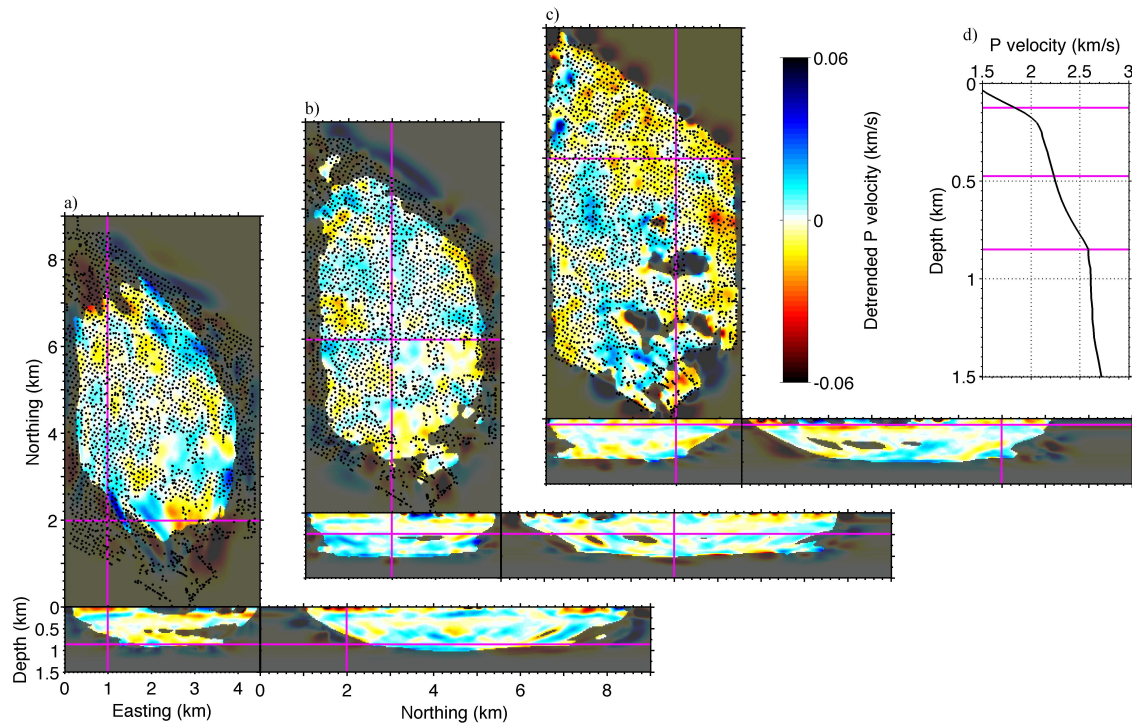 c)
d)
P velocity (km/s)
1.5 2 2.5 3
0
0.5
1
1.5
Depth (km)
0.06
0
-0.06
Detrended P velocity (km/s)
b)
a)
8
6
4
2
Northing (km)
0
0.5
1
1.5
Depth (km)
0 1 2 3 4 0 2 4 6 8
Easting (km) Northing (km)